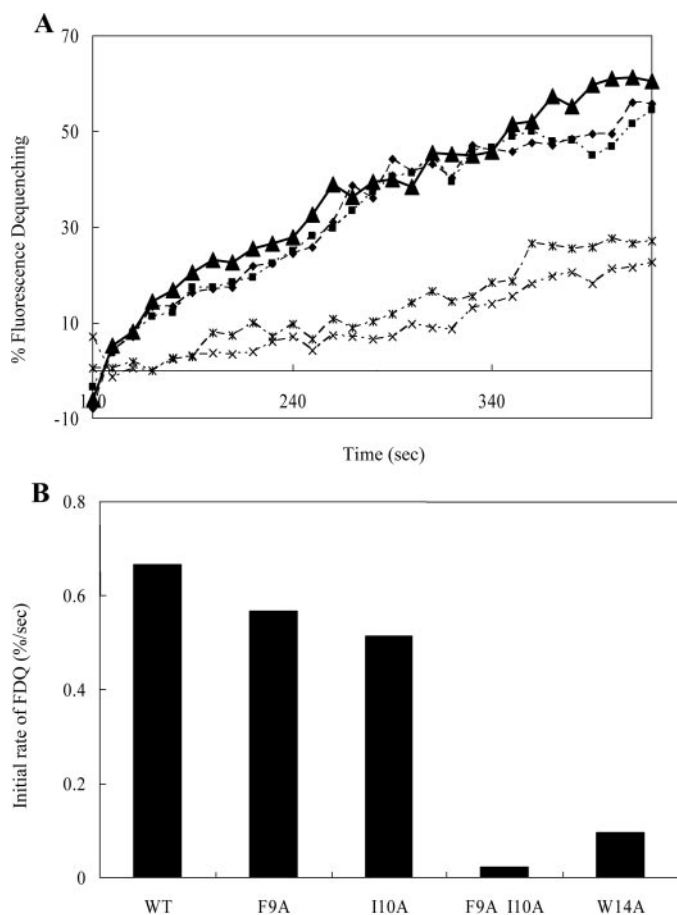 A
70
50
30
10
-10
% Fluorescence Dequenching
240
340
Time (sec)
B
0.8
0.6
0.4
0.2
0
Initial rate of FDQ (%/sec)
WT F9A I10A F9A I10A W14A